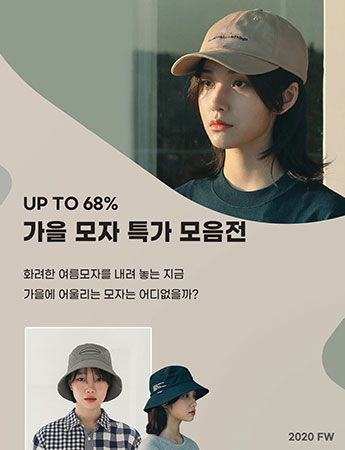 UP TO 68%
가을 모자 특가 모음전
화려한 여름모자를 내려 놓는 지금
가을에 어울리는 모자는 어디없을까?
2020 FW